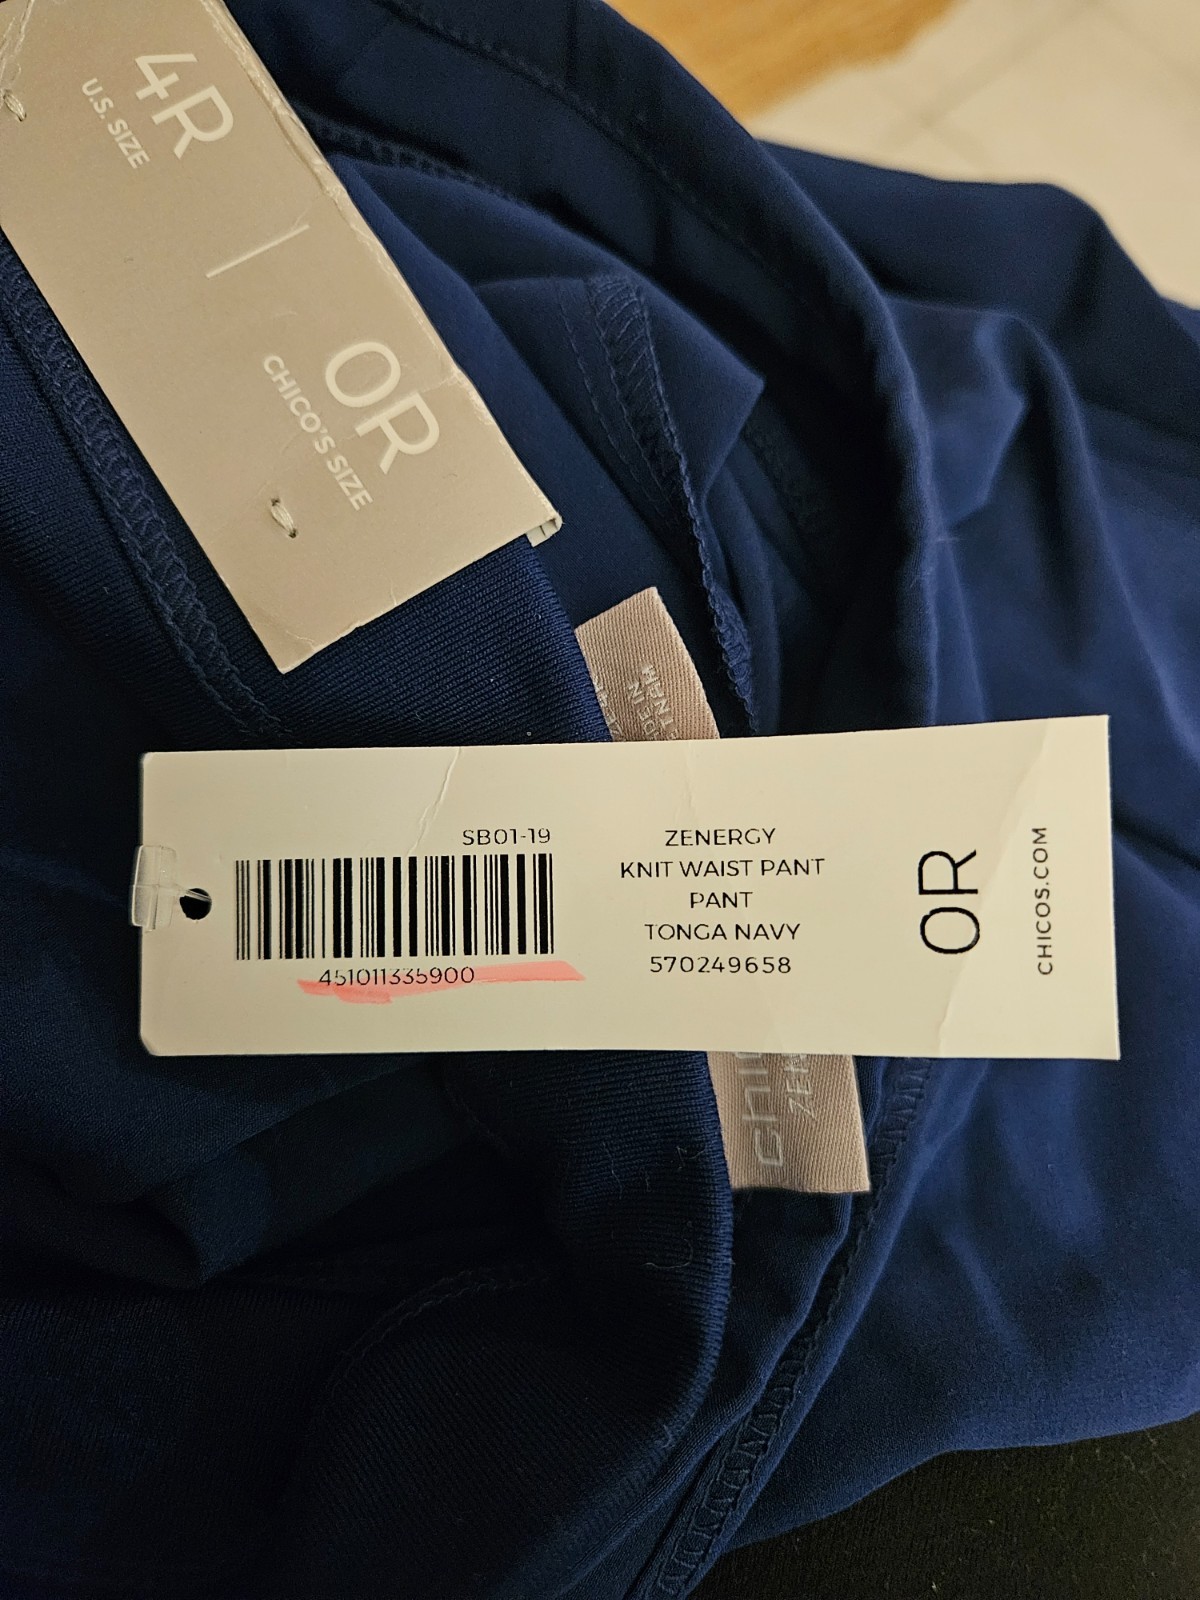 4R
U.S. SIZE
0R
CHICO'S SIZE
SB01-19
451011335900
ZENERGY
KNIT WAIST PANT
PANT
TONGA NAVY
570249658
0R
CHICOS.COM